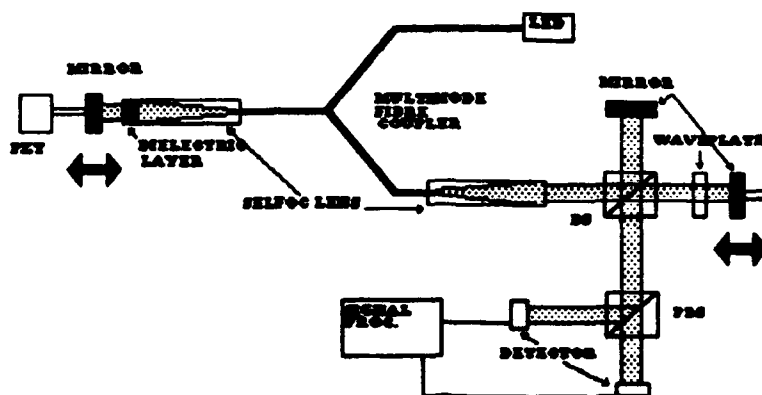 LED
MIRROR
MULTIMODE
FIBRE
COUPLER
PZT
DIELECTRIC
LAYER
SELFOC LENS
MIRROR
WAVEPLATE
BS
SIGNAL
PROC.
PBS
DETECTOR